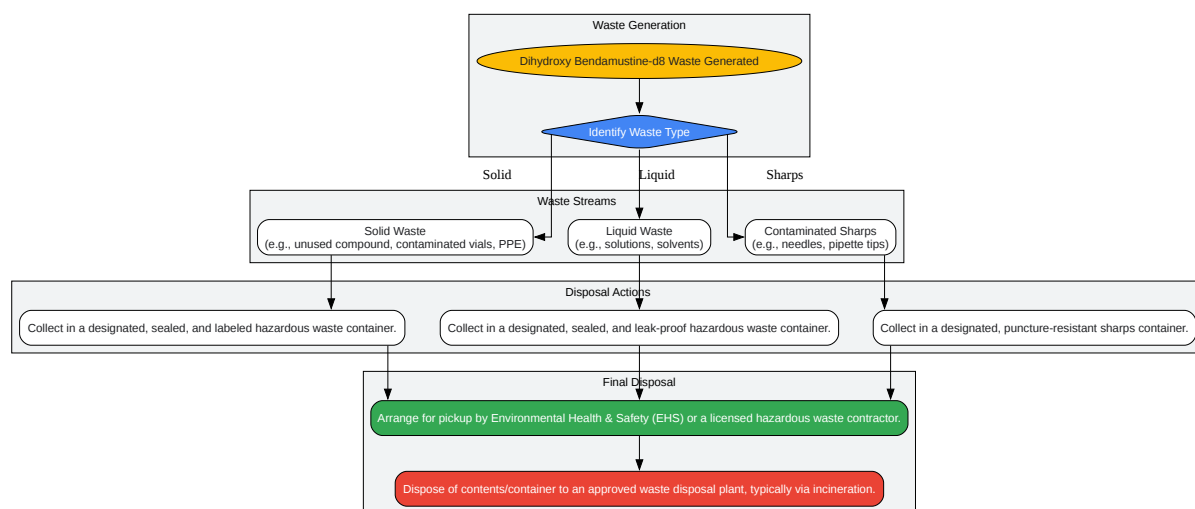 Waste Generation
Dihydroxy Bendamustine-d8 Waste Generated
Identify Waste Type
Solid
Liquid
Sharps
Waste Streams
Solid Waste
(e.g., unused compound, contaminated vials, PPE)
Liquid Waste
(e.g., solutions, solvents)
Contaminated Sharps
(e.g., needles, pipette tips)
Disposal Actions
Collect in a designated, sealed, and labeled hazardous waste container.
Collect in a designated, sealed, and leak-proof hazardous waste container.
Collect in a designated, puncture-resistant sharps container.
Final Disposal
Arrange for pickup by Environmental Health & Safety (EHS) or a licensed hazardous waste contractor.
Dispose of contents/container to an approved waste disposal plant, typically via incineration.